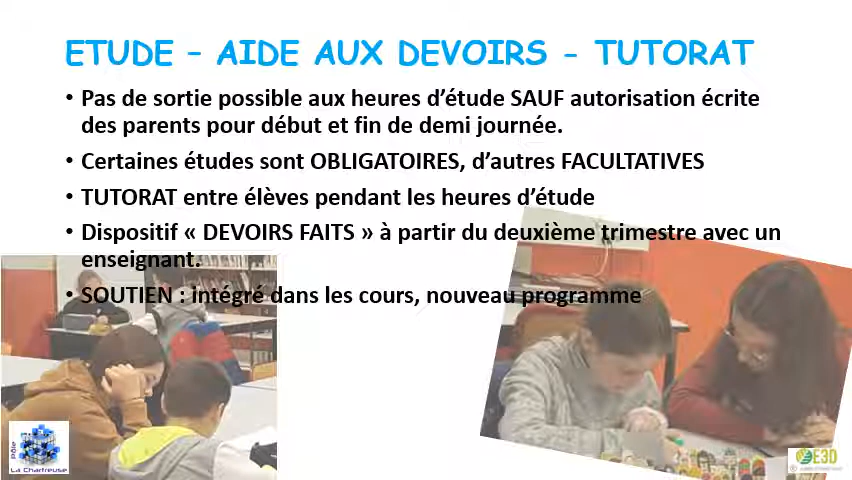 ETUDE – AIDE AUX DEVOIRS - TUTORAT
• Pas de sortie possible aux heures d’étude SAUF autorisation écrite
des parents pour début et fin de demi journée.
• Certaines études sont OBLIGATOIRES, d’autres FACULTATIVES
• TUTORAT entre élèves pendant les heures d’étude
• Dispositif « DEVOIRS FAITS » à partir du deuxième trimestre avec un
enseignant.
• SOUTIEN : intégré dans les cours, nouveau programme
Pôle
La Chartreuse
E3D